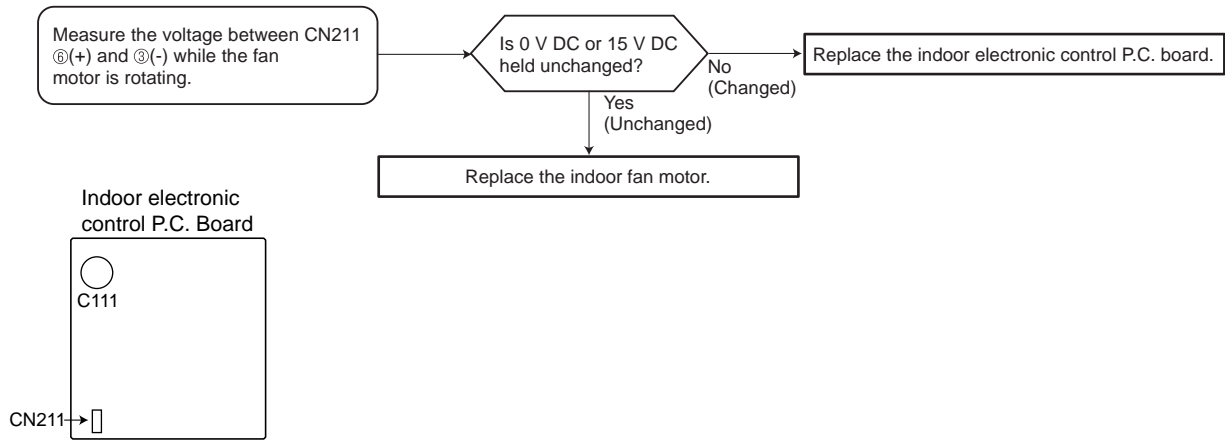 Measure the voltage between CN211
⑥(+) and ③(-) while the fan
motor is rotating.
Is 0 V DC or 15 V DC
held unchanged?
No
(Changed)
Replace the indoor electronic control P.C. board.
Yes
(Unchanged)
Replace the indoor fan motor.
Indoor electronic
control P.C. Board
C111
CN211